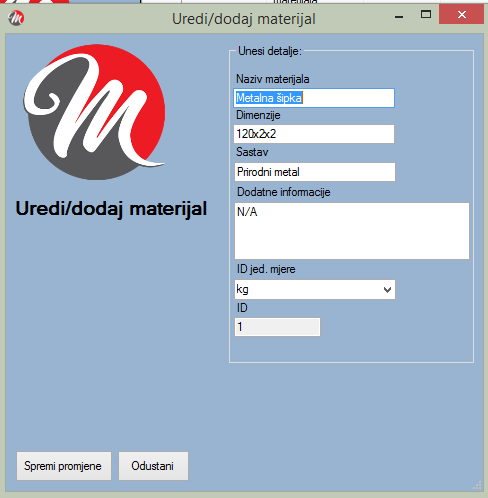 Uredi/dodaj materijal
Uredi/dodaj materijal
Unesi detalje:
Naziv materijala
Metalna šipka
Dimenzije
120x2x2
Sastav
Prirodni metal
Dodatne informacije
N/A
ID jed. mjere
kg
ID
1
Spremi promjene
Odustani